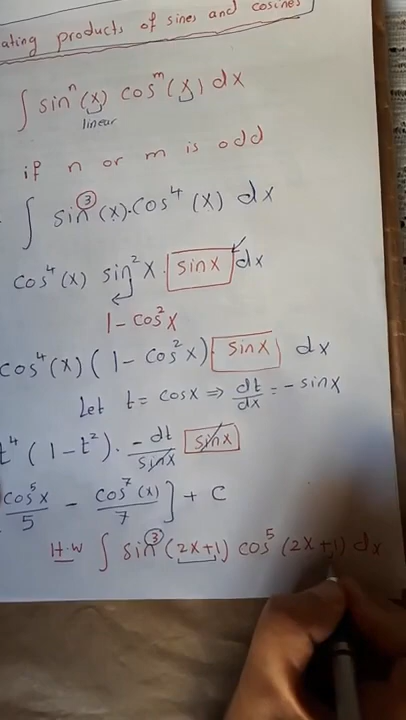 ating products of sines and cosines
∫ sinⁿ(x) cosᵐ(x) dx
linear
if n or m is odd
∫ sin³(x).cos⁴(x) dx
cos⁴(x) sin²x . sinx dx
1 - cos²x
cos⁴(x)(1 - cos²x) . sinx dx
Let t = cosx ⇒ dt/dx = -sinx
t⁴(1-t²) . -dt/sinx sinx
cos⁵x/5 - cos⁷(x)/7] + C
H.W ∫ sin³(2x+1) cos⁵(2x+1) dx